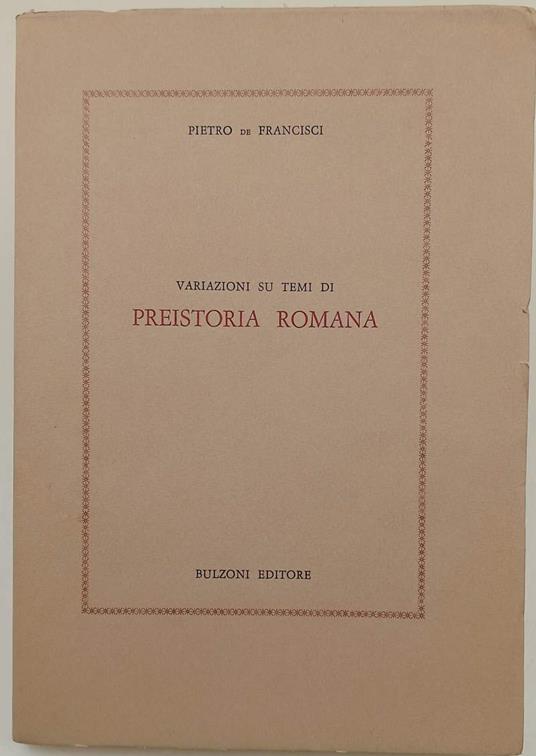 PIETRO DE FRANCISCI
VARIAZIONI SU TEMI DI
PREISTORIA ROMANA
BULZONI EDITORE